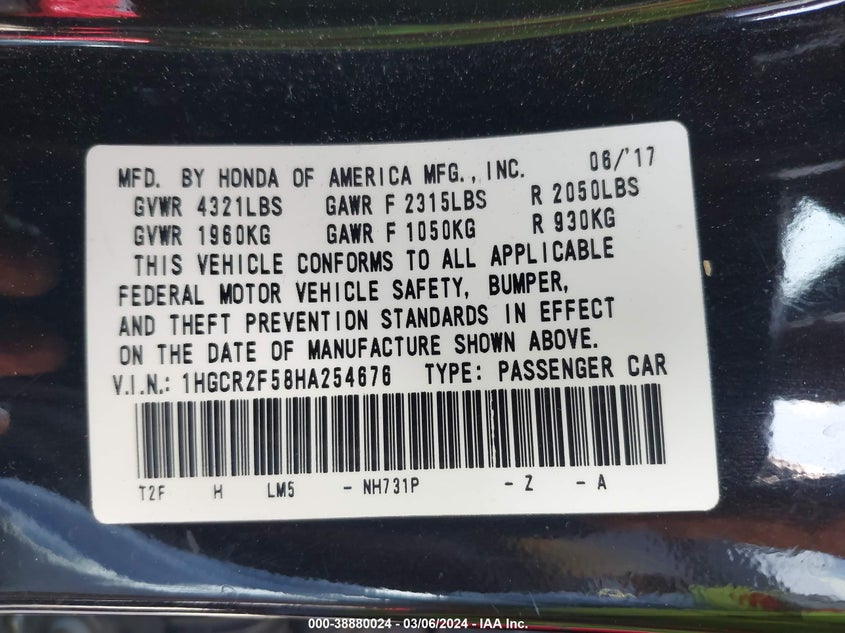 MFD. BY HONDA OF AMERICA MFG., INC. 06/'17
GVWR 4321LBS GAWR F 2315LBS R 2050LBS
GVWR 1960KG GAWR F 1050KG R 930KG
THIS VEHICLE CONFORMS TO ALL APPLICABLE
FEDERAL MOTOR VEHICLE SAFETY, BUMPER,
AND THEFT PREVENTION STANDARDS IN EFFECT
ON THE DATE OF MANUFACTURE SHOWN ABOVE.
V.I.N.: 1HGCR2F58HA254676 TYPE: PASSENGER CAR
T2F H LM5 - NH731P - Z - A
000-38880024 — 03/06/2024 — IAA Inc.